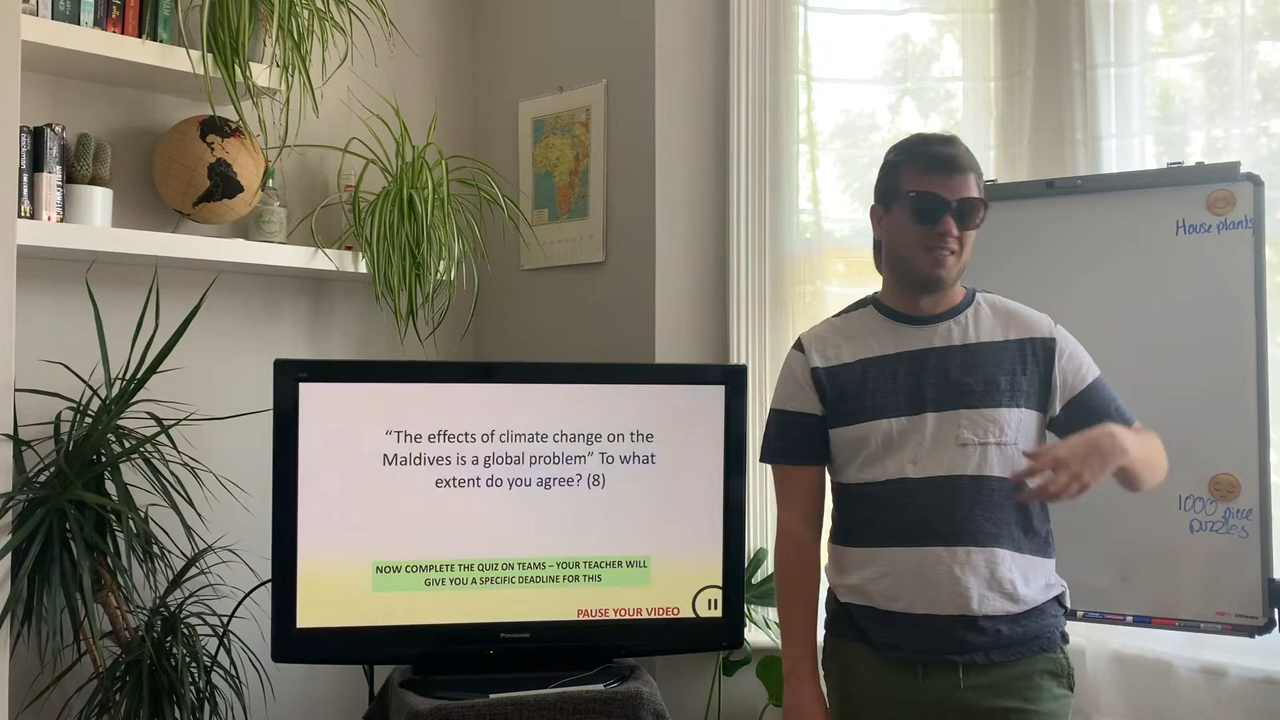 “The effects of climate change on the
Maldives is a global problem” To what
extent do you agree? (8)
NOW COMPLETE THE QUIZ ON TEAMS – YOUR TEACHER WILL
GIVE YOU A SPECIFIC DEADLINE FOR THIS
PAUSE YOUR VIDEO
Panasonic
House plants
1000 piece
puzzles